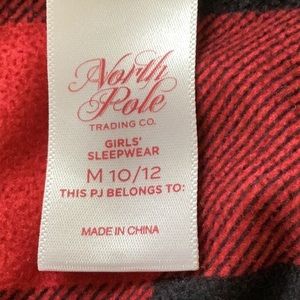 North
Pole
TRADING CO.
GIRLS'
SLEEPWEAR
M 10/12
THIS PJ BELONGS TO:
MADE IN CHINA